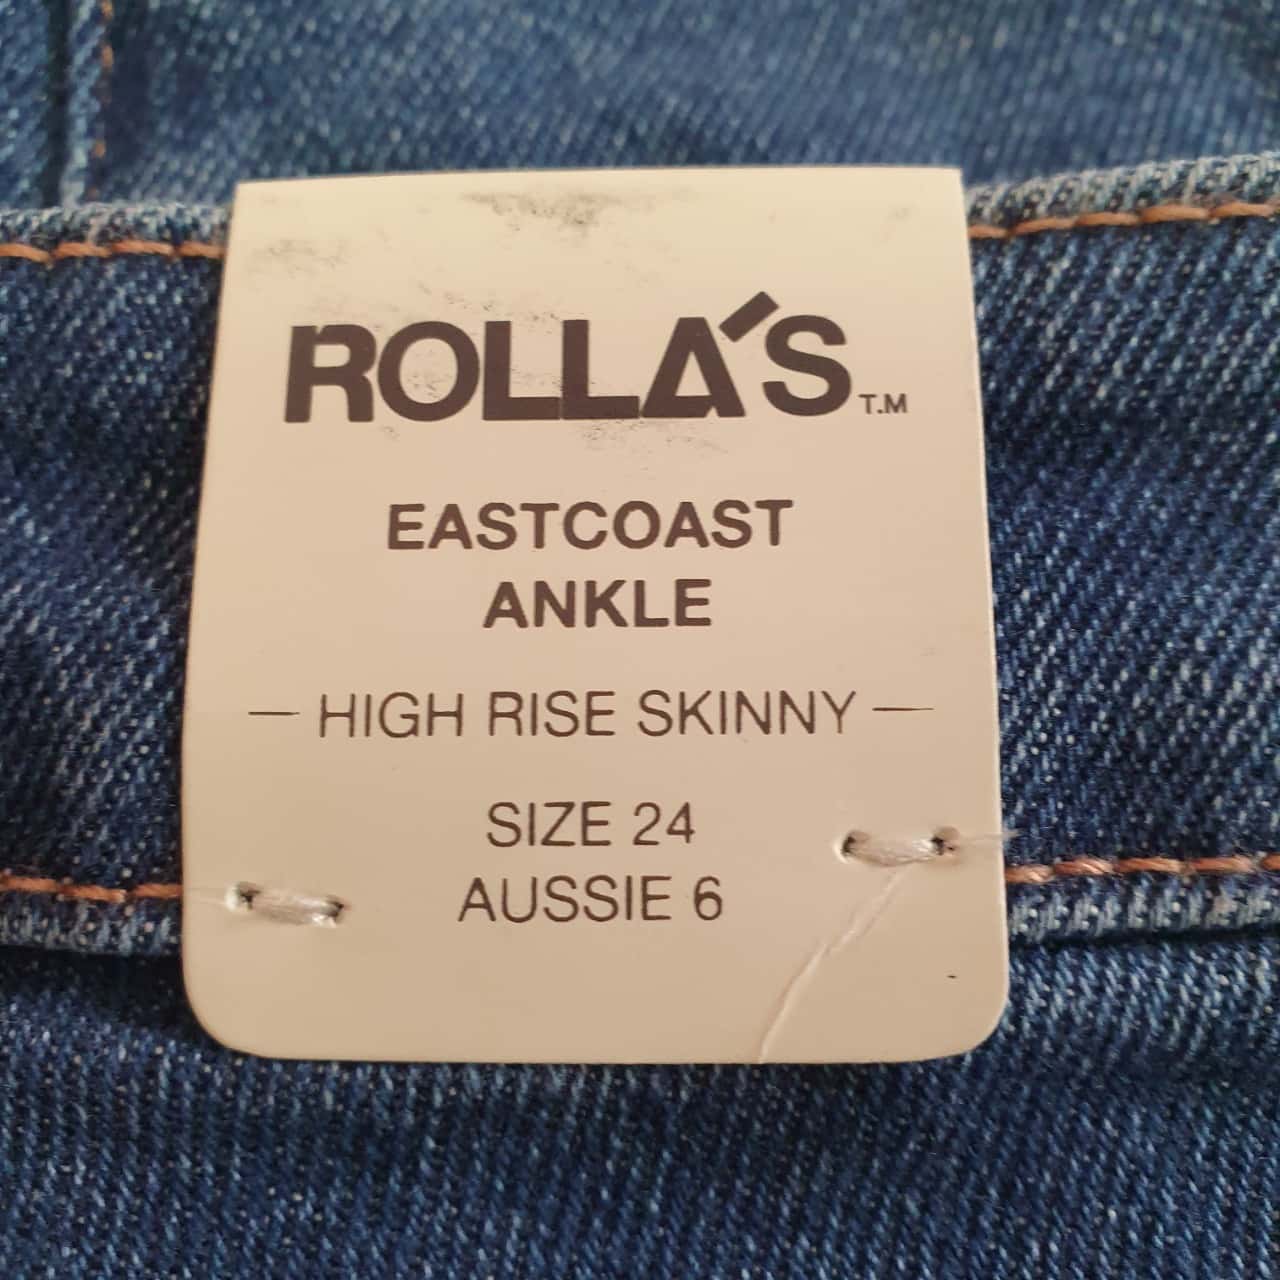 ROLLA'S T.M
EASTCOAST
ANKLE
— HIGH RISE SKINNY —
SIZE 24
AUSSIE 6